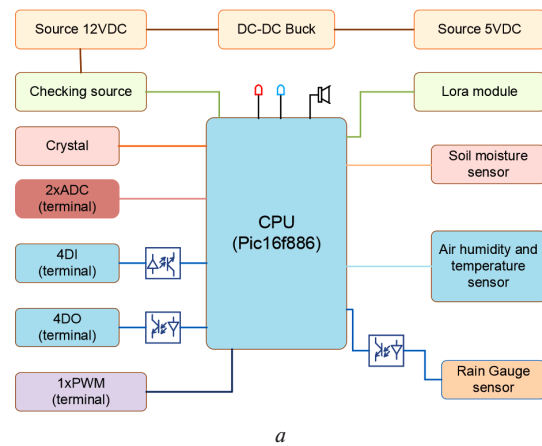 Source 12VDC
DC-DC Buck
Source 5VDC
Checking source
Lora module
Crystal
Soil moisture
sensor
2xADC
(terminal)
CPU
(Pic16f886)
4DI
(terminal)
Air humidity and
temperature
sensor
4DO
(terminal)
1xPWM
(terminal)
Rain Gauge
sensor
a